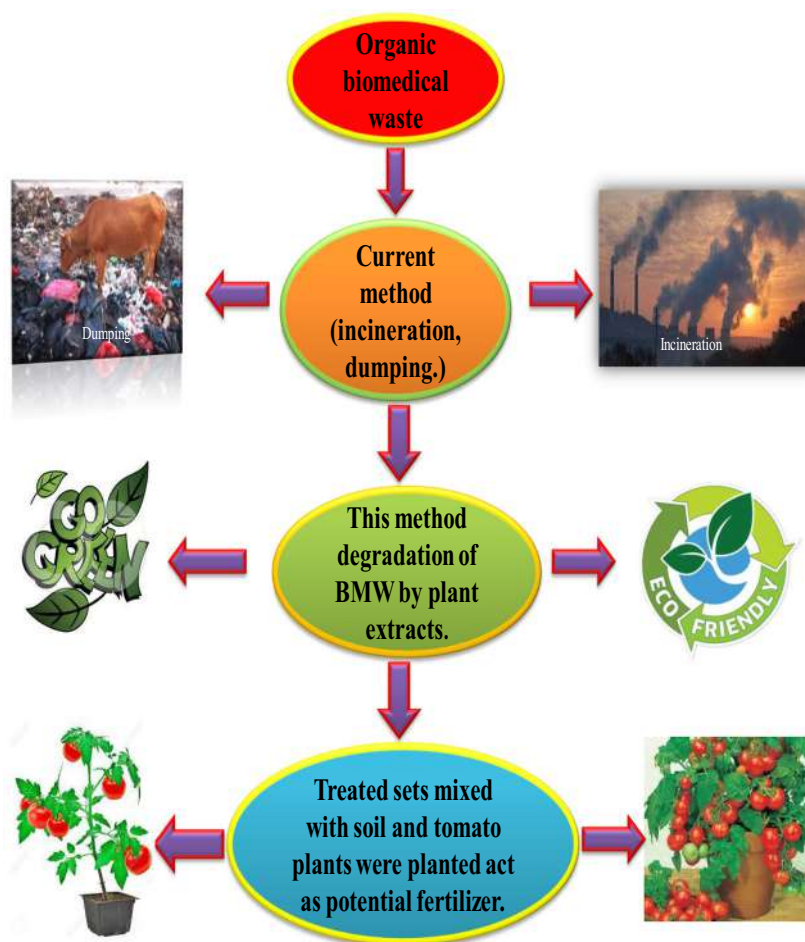 Organic
biomedical
waste
Dumping
Current
method
(incineration,
dumping.)
Incineration
GO
GREEN
This method
degradation of
BMW by plant
extracts.
ECO FRIENDLY
Treated sets mixed
with soil and tomato
plants were planted act
as potential fertilizer.